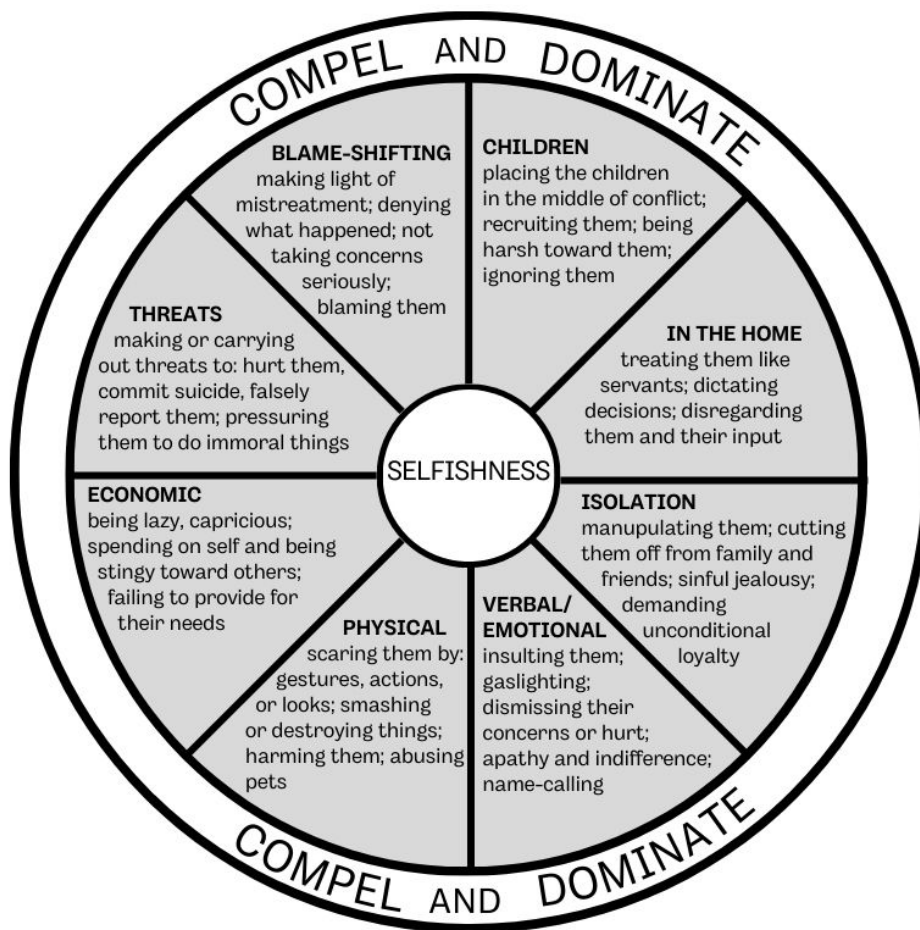 COMPEL AND DOMINATE
BLAME-SHIFTING
making light of
mistreatment; denying
what happened; not
taking concerns
seriously;
blaming them
CHILDREN
placing the children
in the middle of conflict;
recruiting them; being
harsh toward them;
ignoring them
THREATS
making or carrying
out threats to: hurt them,
commit suicide, falsely
report them; pressuring
them to do immoral things
IN THE HOME
treating them like
servants; dictating
decisions; disregarding
them and their input
SELFISHNESS
ECONOMIC
being lazy, capricious;
spending on self and being
stingy toward others;
failing to provide for
their needs
ISOLATION
manupulating them; cutting
them off from family and
friends; sinful jealousy;
demanding
unconditional
loyalty
PHYSICAL
scaring them by:
gestures, actions,
or looks; smashing
or destroying things;
harming them; abusing
pets
VERBAL/
EMOTIONAL
insulting them;
gaslighting;
dismissing their
concerns or hurt;
apathy and indifference;
name-calling
COMPEL AND DOMINATE